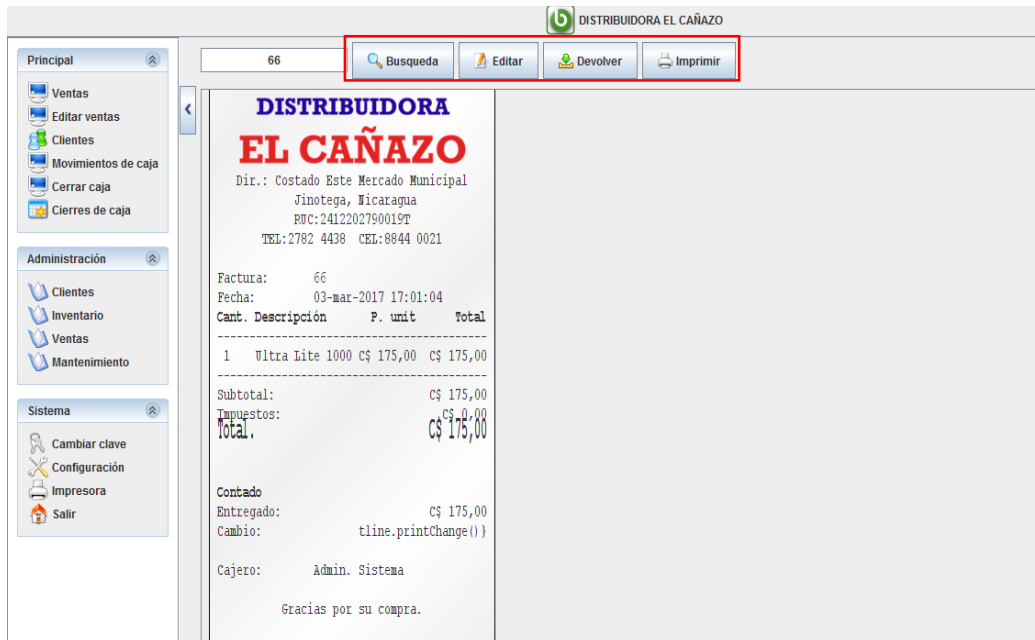 DISTRIBUIDORA EL CAÑAZO
Principal
Ventas
Editar ventas
Clientes
Movimientos de caja
Cerrar caja
Cierres de caja
Administración
Clientes
Inventario
Ventas
Mantenimiento
Sistema
Cambiar clave
Configuración
Impresora
Salir
66 Busqueda Editar Devolver Imprimir
DISTRIBUIDORA
EL CAÑAZO
Dir.: Costado Este Mercado Municipal
Jinotega, Nicaragua
RUC:2412202790019T
TEL:2782 4438 CEL:8844 0021
Factura: 66
Fecha: 03-mar-2017 17:01:04
Cant. Descripción P. unit Total
1 Ultra Lite 1000 C$ 175,00 C$ 175,00
Subtotal: C$ 175,00
Impuestos: C$ 0,00
Total. C$ 175,00
Contado
Entregado: C$ 175,00
Cambio: tline.printChange()}
Cajero: Admin. Sistema
Gracias por su compra.